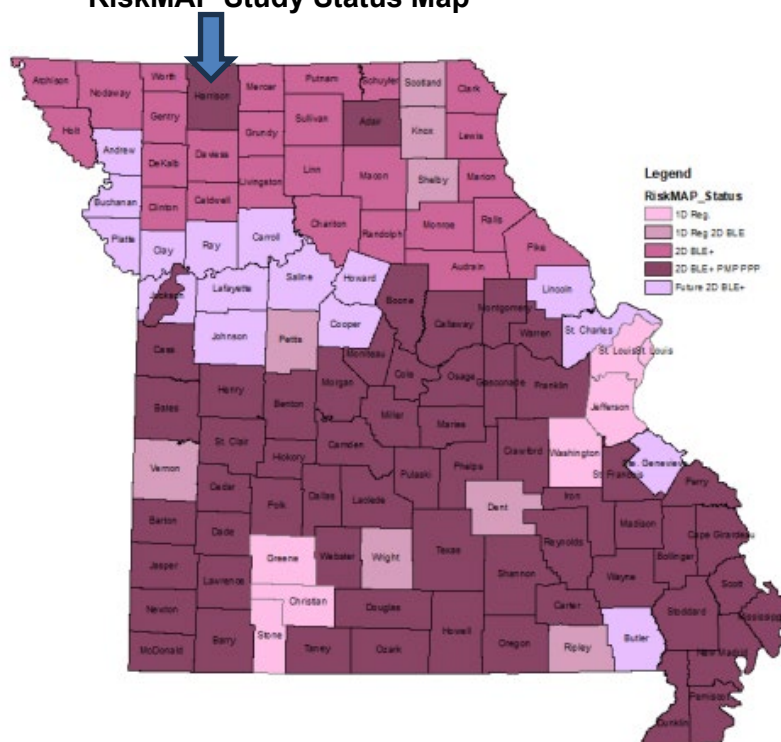 RiskMAP Study Status Map
Atchison
Nodaway
Worth
Harrison
Mercer
Putnam
Schuyler
Scotland
Clark
Holt
Gentry
Grundy
Sullivan
Adair
Knox
Lewis
Andrew
DeKalb
Daviess
Livingston
Linn
Macon
Shelby
Marion
Buchanan
Clinton
Caldwell
Chariton
Randolph
Monroe
Ralls
Pike
Platte
Clay
Ray
Carroll
Audrain
Legend
RiskMAP_Status
1D Reg.
1D Reg 2D BLE
2D BLE+
2D BLE+ PMP PPP
Future 2D BLE+
Jackson
Lafayette
Saline
Howard
Boone
Callaway
Montgomery
Lincoln
Warren
St. Charles
St. Louis
St. Louis
Cass
Johnson
Pettis
Cooper
Moniteau
Cole
Osage
Gasconade
Franklin
Jefferson
Bates
Henry
Benton
Morgan
Miller
Maries
Crawford
Washington
St. Clair
Hickory
Camden
Pulaski
Phelps
St Francois
Ste. Genevieve
Perry
Vernon
Cedar
Polk
Dallas
Laclede
Dent
Iron
Madison
Cape Girardeau
Barton
Dade
Greene
Webster
Wright
Texas
Reynolds
Bollinger
Jasper
Lawrence
Christian
Douglas
Shannon
Wayne
Scott
Newton
Stone
Howell
Carter
Stoddard
Mississippi
McDonald
Barry
Taney
Ozark
Oregon
Ripley
Butler
New Madrid
Pemiscot
Dunklin